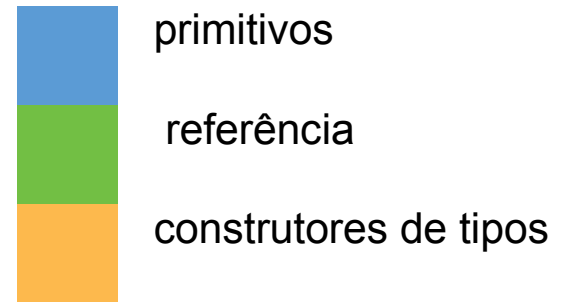 primitivos
referência
construtores de tipos